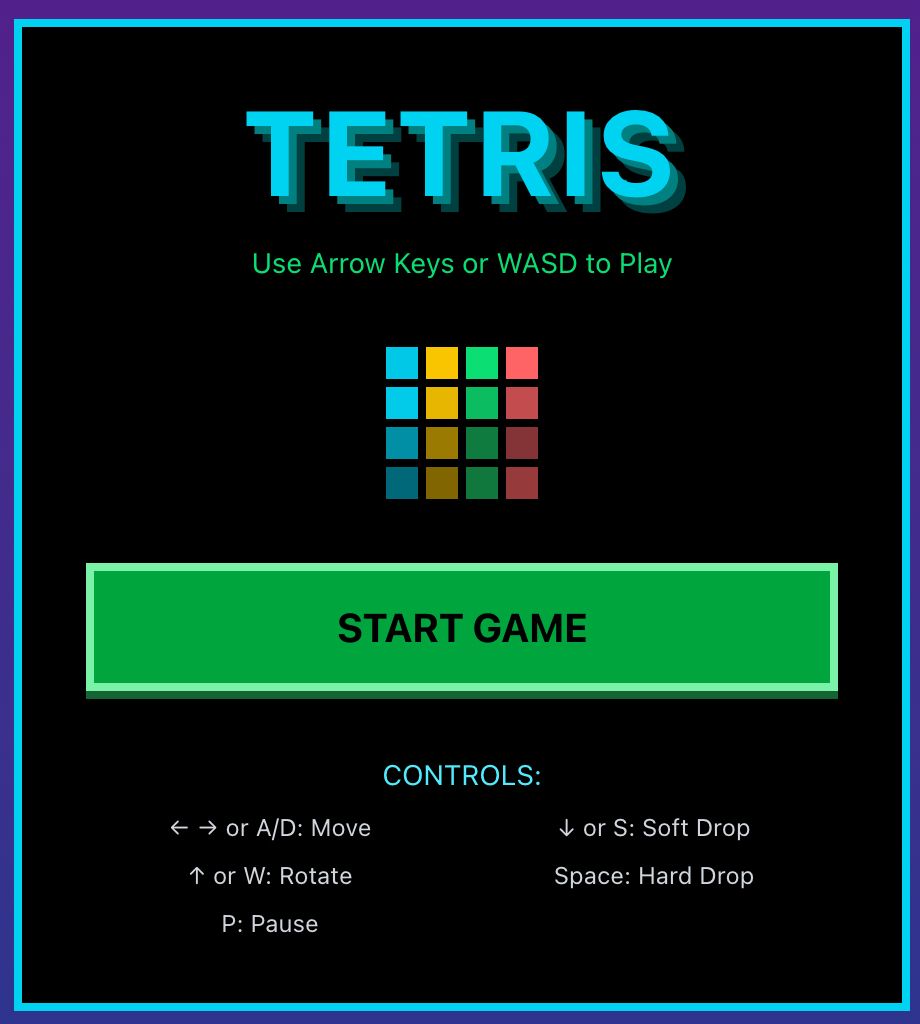 TETRIS
Use Arrow Keys or WASD to Play
START GAME
CONTROLS:
← → or A/D: Move
↓ or S: Soft Drop
↑ or W: Rotate
Space: Hard Drop
P: Pause